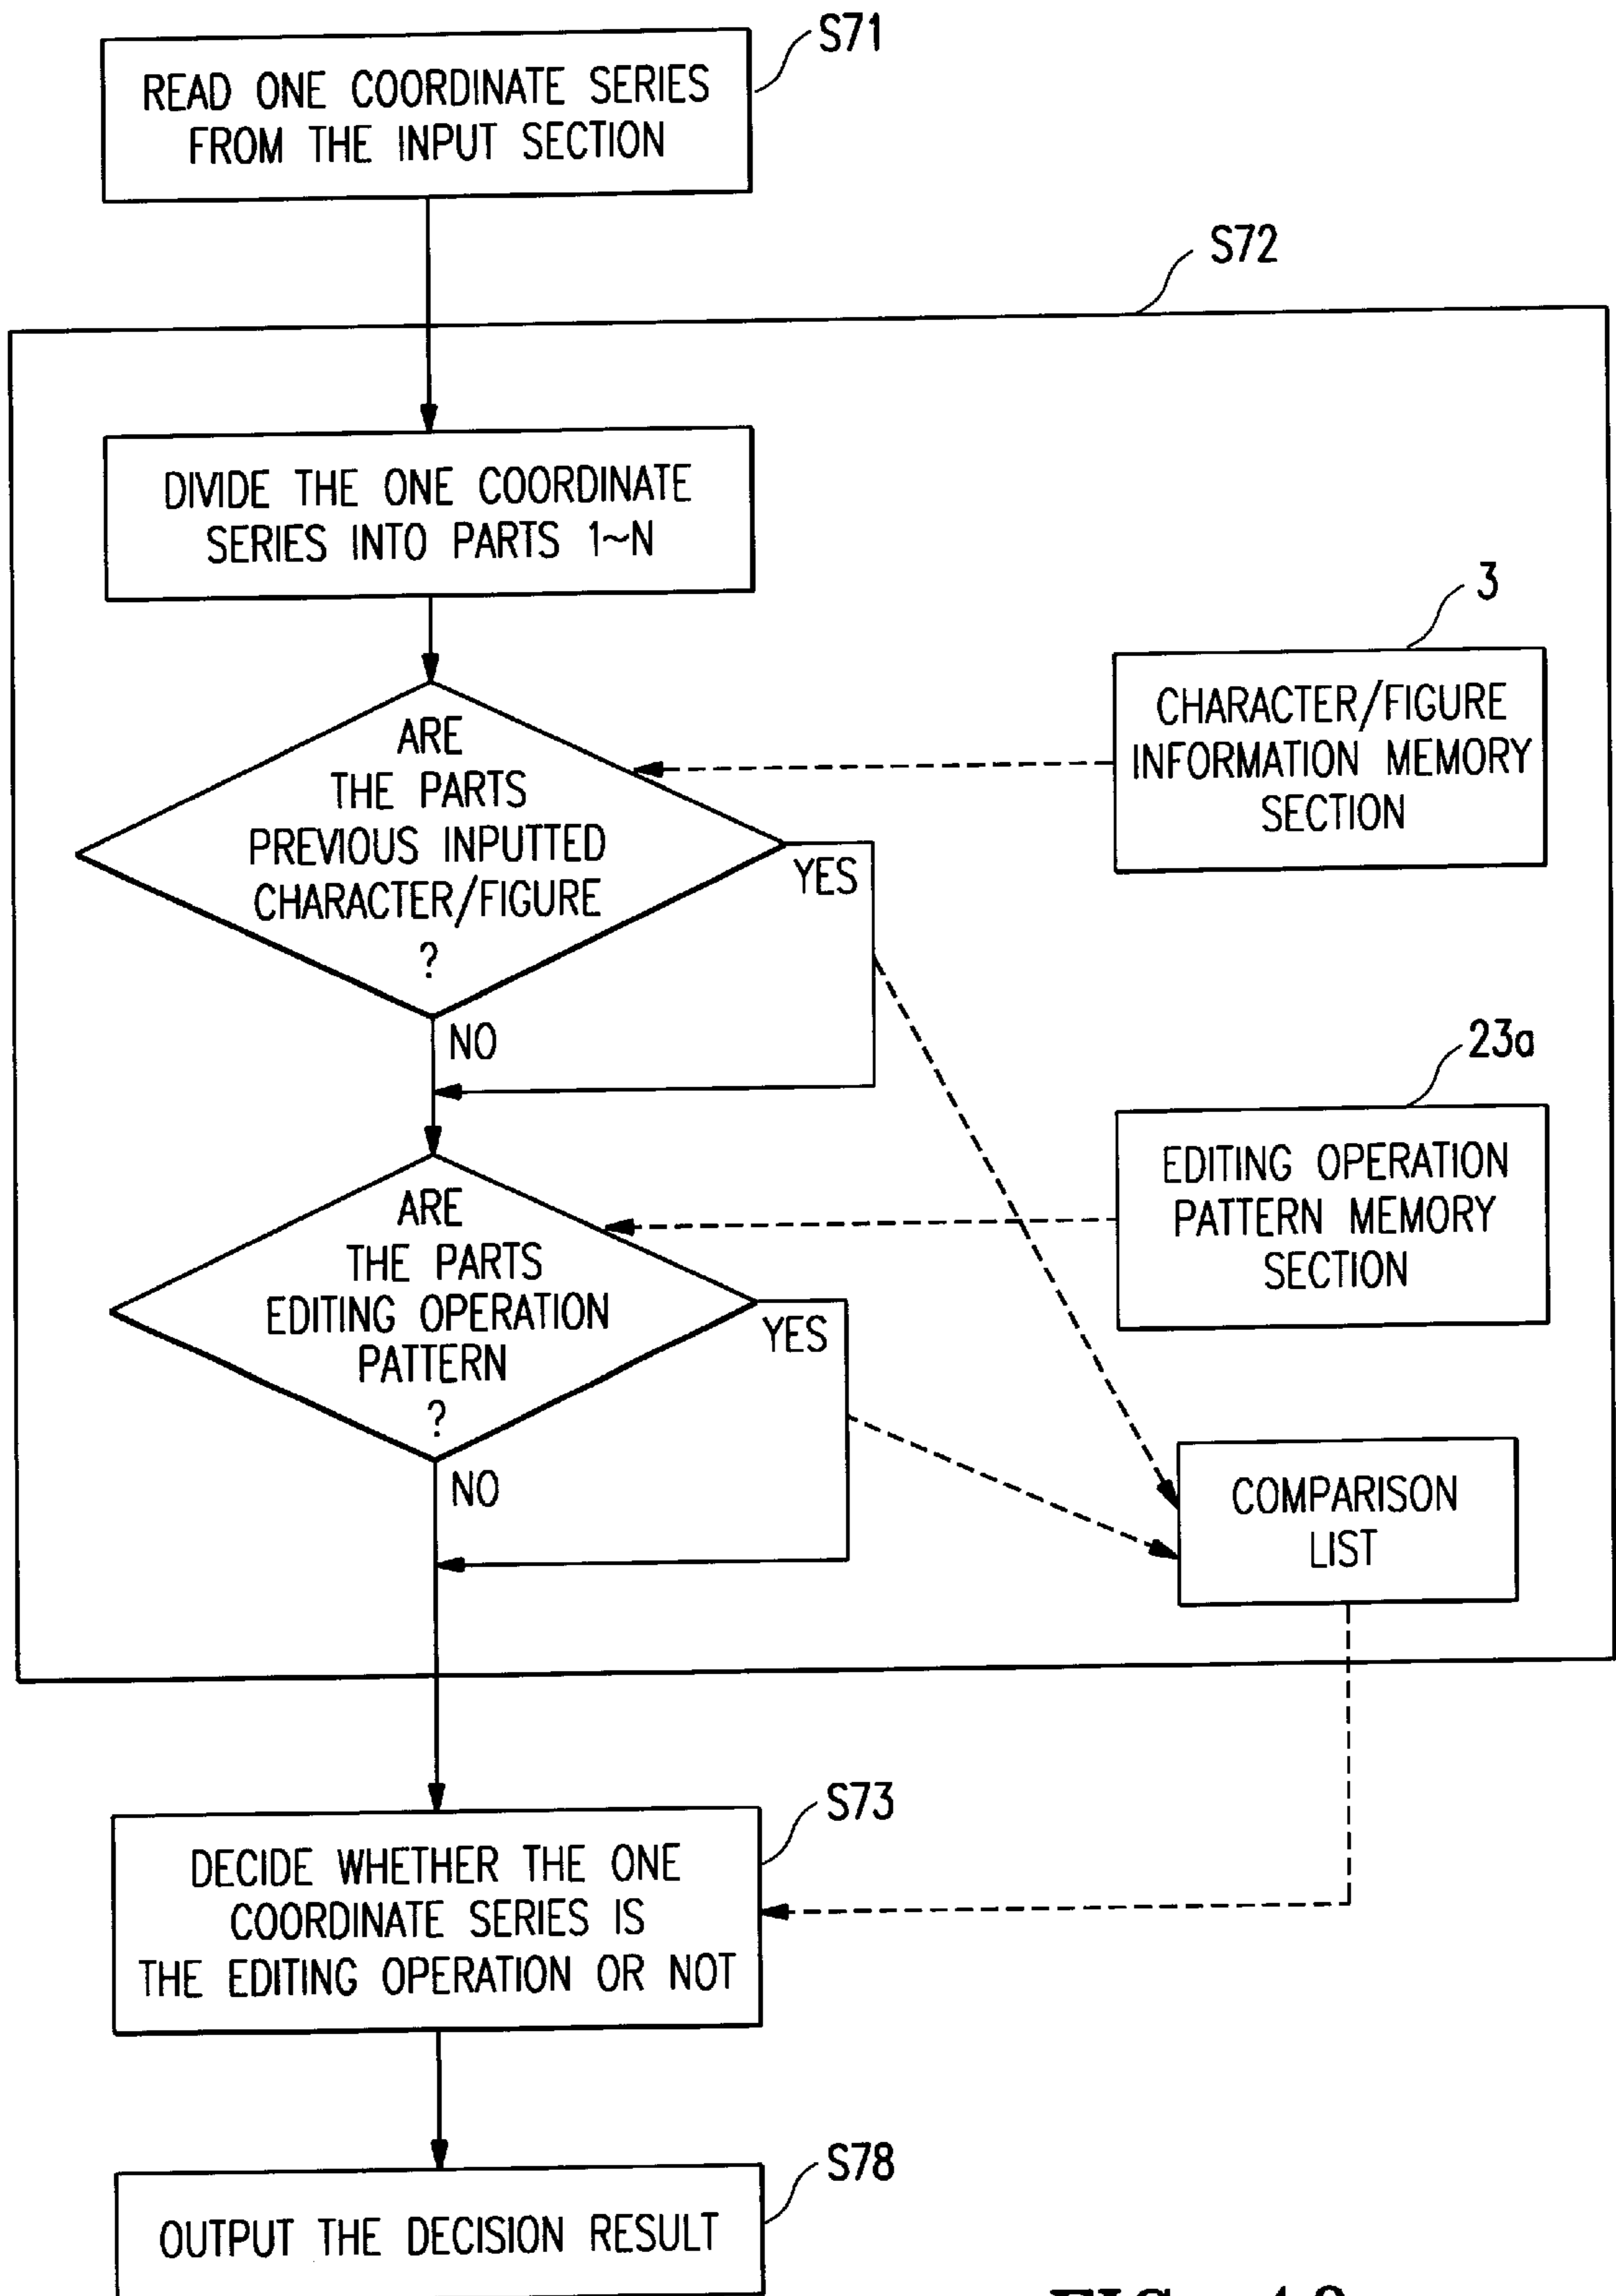 S71
READ ONE COORDINATE SERIES
FROM THE INPUT SECTION
S72
DIVIDE THE ONE COORDINATE
SERIES INTO PARTS 1~N
3
CHARACTER/FIGURE
INFORMATION MEMORY
SECTION
ARE
THE PARTS
PREVIOUS INPUTTED
CHARACTER/FIGURE
?
YES
NO
23a
EDITING OPERATION
PATTERN MEMORY
SECTION
ARE
THE PARTS
EDITING OPERATION
PATTERN
?
YES
NO
COMPARISON
LIST
S73
DECIDE WHETHER THE ONE
COORDINATE SERIES IS
THE EDITING OPERATION OR NOT
S78
OUTPUT THE DECISION RESULT